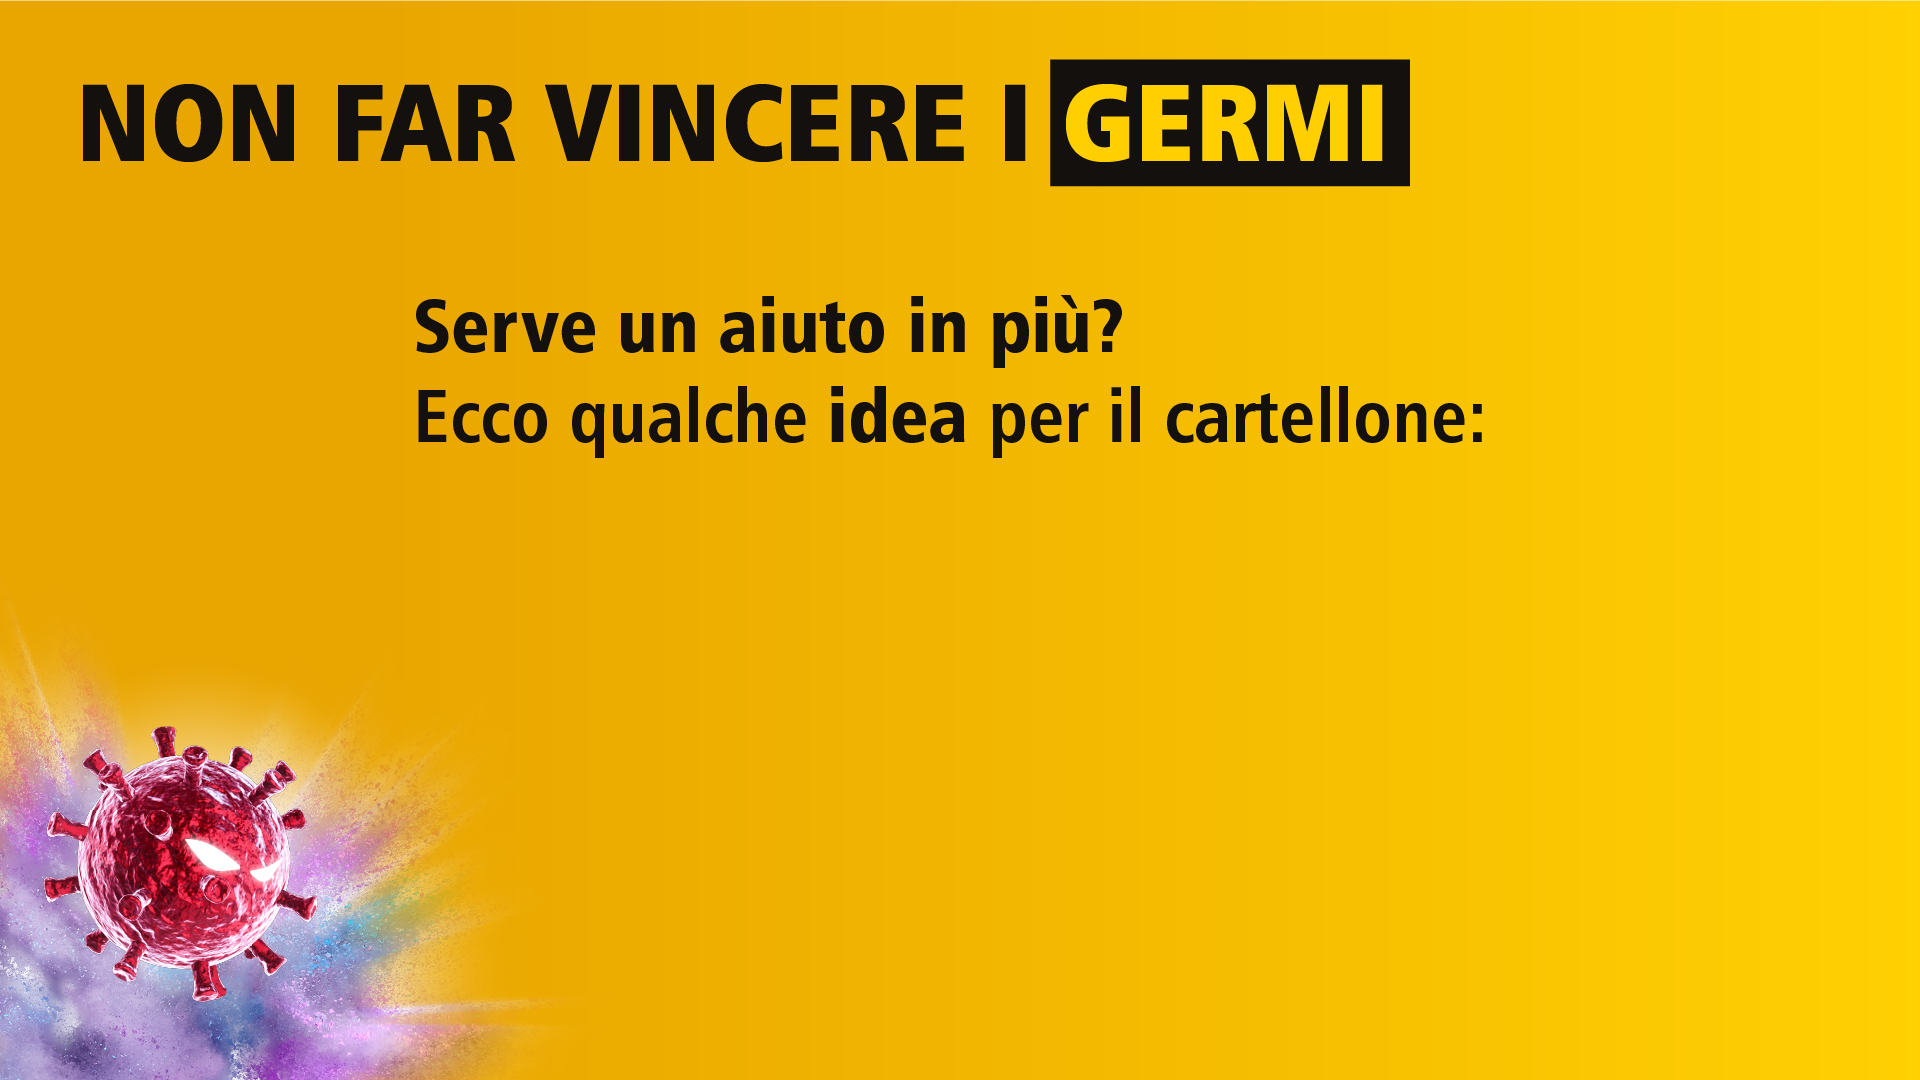 NON FAR VINCERE I GERMI
Serve un aiuto in più?
Ecco qualche idea per il cartellone: